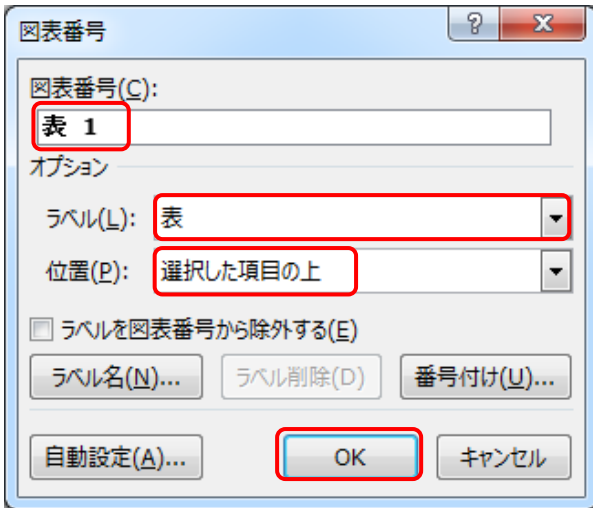 図表番号
?
図表番号(C):
表 1
オプション
ラベル(L): 表
位置(P): 選択した項目の上
ラベルを図表番号から除外する(E)
ラベル名(N)... ラベル削除(D) 番号付け(U)...
自動設定(A)... OK キャンセル